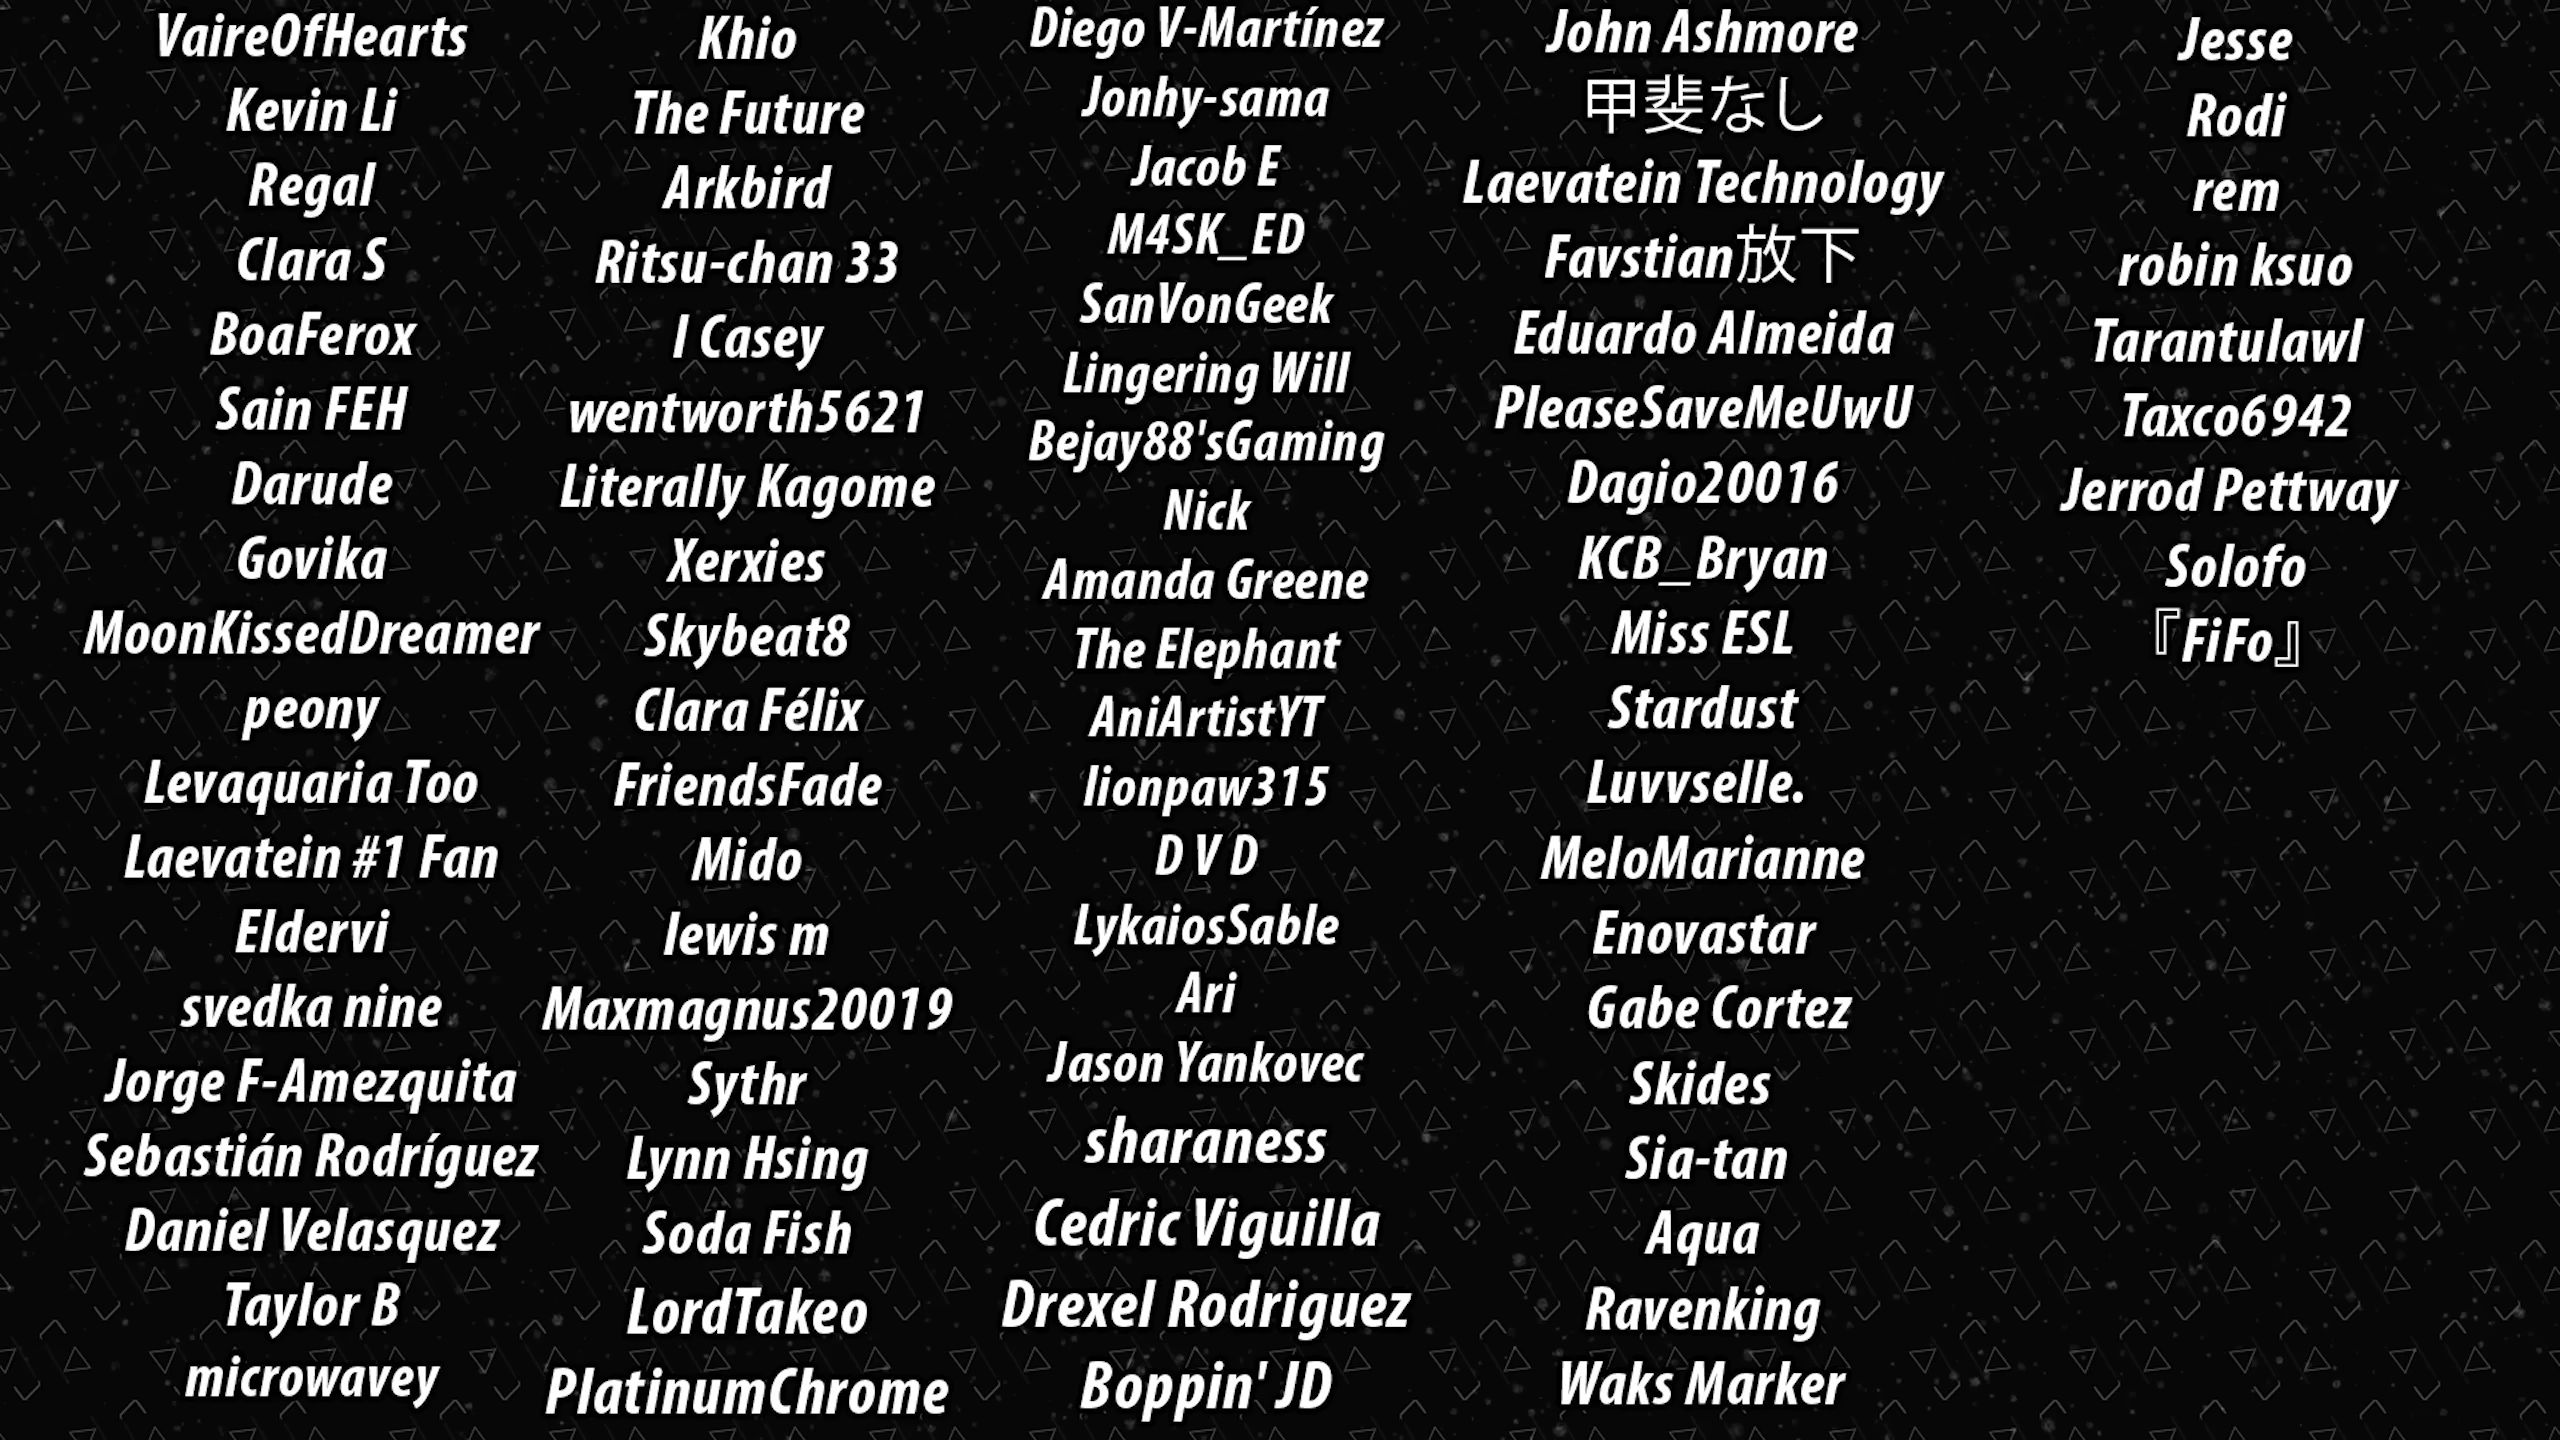 VaireOfHearts
Kevin Li
Regal
Clara S
BoaFerox
Sain FEH
Darude
Govika
MoonKissedDreamer
peony
Levaquaria Too
Laevatein #1 Fan
Eldervi
svedka nine
Jorge F-Amezquita
Sebastián Rodríguez
Daniel Velasquez
Taylor B
microwavey
Khio
The Future
Arkbird
Ritsu-chan 33
I Casey
wentworth5621
Literally Kagome
Xerxies
Skybeat8
Clara Félix
FriendsFade
Mido
lewis m
Maxmagnus20019
Sythr
Lynn Hsing
Soda Fish
LordTakeo
PlatinumChrome
Diego V-Martínez
Jonhy-sama
Jacob E
M4SK_ED
SanVonGeek
Lingering Will
Bejay88'sGaming
Nick
Amanda Greene
The Elephant
AniArtistYT
lionpaw315
D V D
LykaiosSable
Ari
Jason Yankovec
sharaness
Cedric Viguilla
Drexel Rodriguez
Boppin' JD
John Ashmore
甲斐なし
Laevatein Technology
Favstian放下
Eduardo Almeida
PleaseSaveMeUwU
Dagio20016
KCB_Bryan
Miss ESL
Stardust
Luvvselle.
MeloMarianne
Enovastar
Gabe Cortez
Skides
Sia-tan
Aqua
Ravenking
Waks Marker
Jesse
Rodi
rem
robin ksuo
Tarantulawl
Taxco6942
Jerrod Pettway
Solofo
『FiFo』